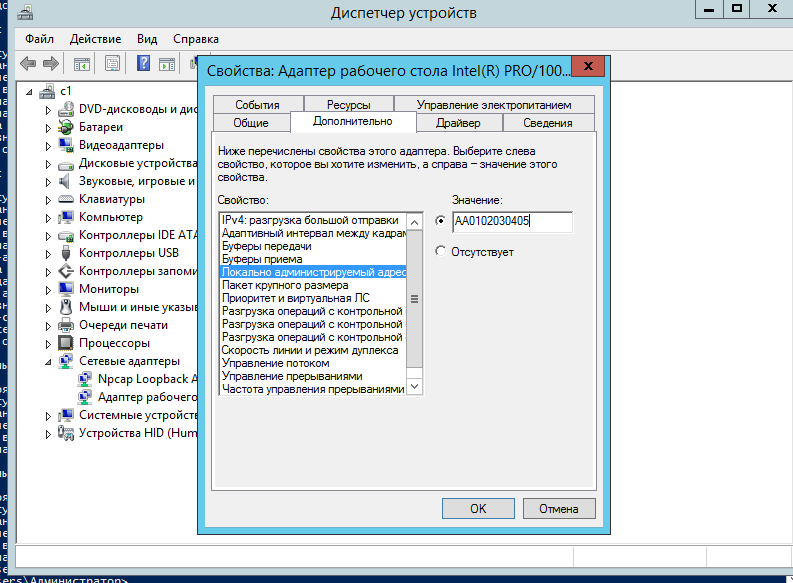 Диспетчер устройств
Файл Действие Вид Справка
c1
DVD-дисководы и дис
Батареи
Видеоадаптеры
Дисковые устройства
Звуковые, игровые и
Клавиатуры
Компьютер
Контроллеры IDE ATA
Контроллеры USB
Контроллеры запоми
Мониторы
Мыши и иные указы
Очереди печати
Процессоры
Сетевые адаптеры
Npcap Loopback A
Адаптер рабочего
Системные устройств
Устройства HID (Hum
Свойства: Адаптер рабочего стола Intel(R) PRO/100...
События Ресурсы Управление электропитанием
Общие Дополнительно Драйвер Сведения
Ниже перечислены свойства этого адаптера. Выберите слева
свойство, которое вы хотите изменить, а справа – значение этого
свойства.
Свойство: Значение:
IPv4: разгрузка большой отправки
Адаптивный интервал между кадрам
Буферы передачи
Буферы приема
Локально администрируемый адрес
Пакет крупного размера
Приоритет и виртуальная ЛС
Разгрузка операций с контрольной
Разгрузка операций с контрольной
Разгрузка операций с контрольной
Скорость линии и режим дуплекса
Управление потоком
Управление прерываниями
Частота управления прерываниями
AA0102030405
Отсутствует
OK Отмена
ers\Администратор>